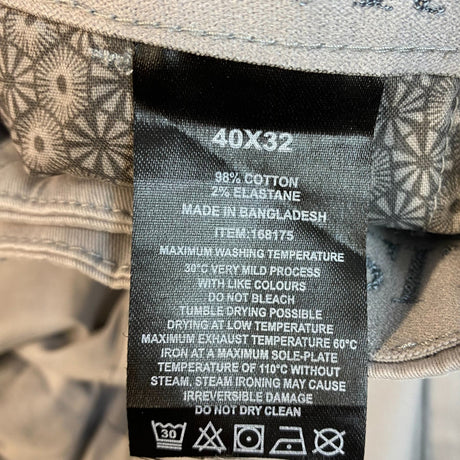 40X32
98% COTTON
2% ELASTANE
MADE IN BANGLADESH
ITEM:168175
MAXIMUM WASHING TEMPERATURE
30°C VERY MILD PROCESS
WITH LIKE COLOURS
DO NOT BLEACH
TUMBLE DRYING POSSIBLE
DRYING AT LOW TEMPERATURE
MAXIMUM EXHAUST TEMPERATURE 60°C
IRON AT A MAXIMUM SOLE-PLATE
TEMPERATURE OF 110°C WITHOUT
STEAM, STEAM IRONING MAY CAUSE
IRREVERSIBLE DAMAGE
DO NOT DRY CLEAN
30